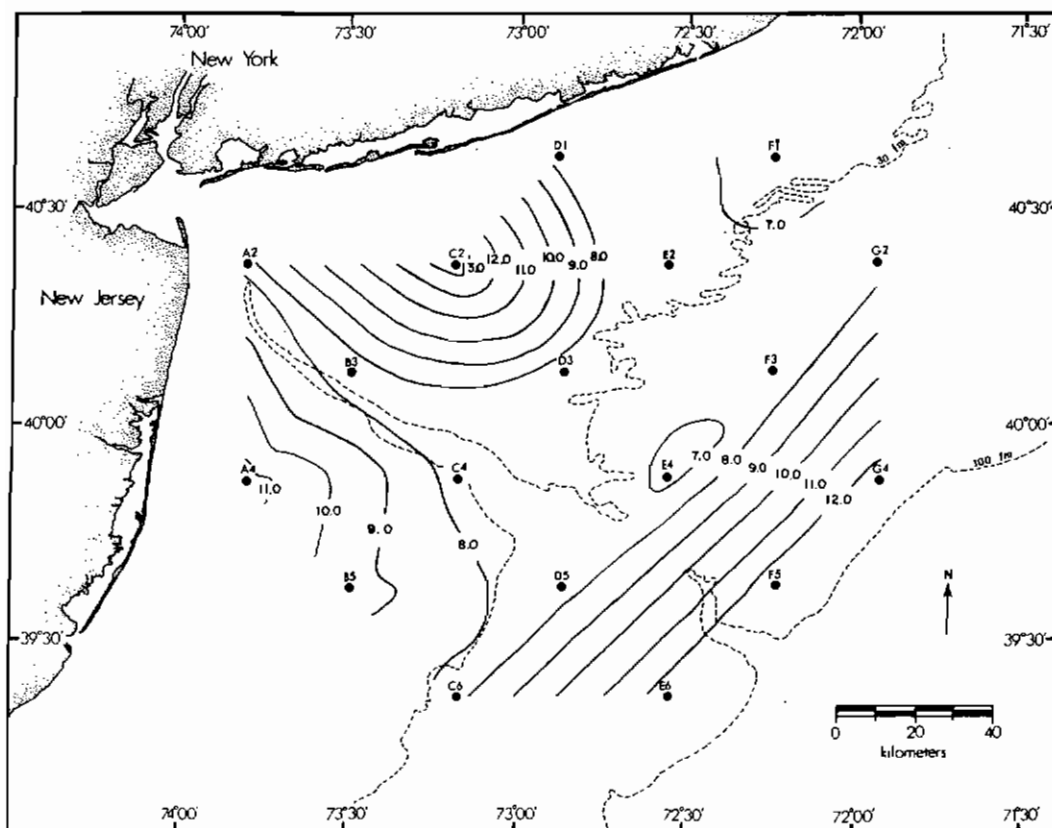 74°00' 73°30' 73°00' 72°30' 72°00' 71°30'
New York
D1 F1
30 fm
40°30' 40°30'
7.0
A2 C2 E2 G2
13.0 12.0 11.0 10.0 9.0 8.0
New Jersey
B3 D3 F3
40°00' 40°00'
7.0 8.0 9.0 10.0 11.0 12.0
A4 C4 E4 G4
100 fm
11.0 10.0 9.0 8.0
B5 D5 F5
N
39°30' 39°30'
C6 E6
0 20 40
kilometers
74°00' 73°30' 73°00' 72°30' 72°00' 71°30'